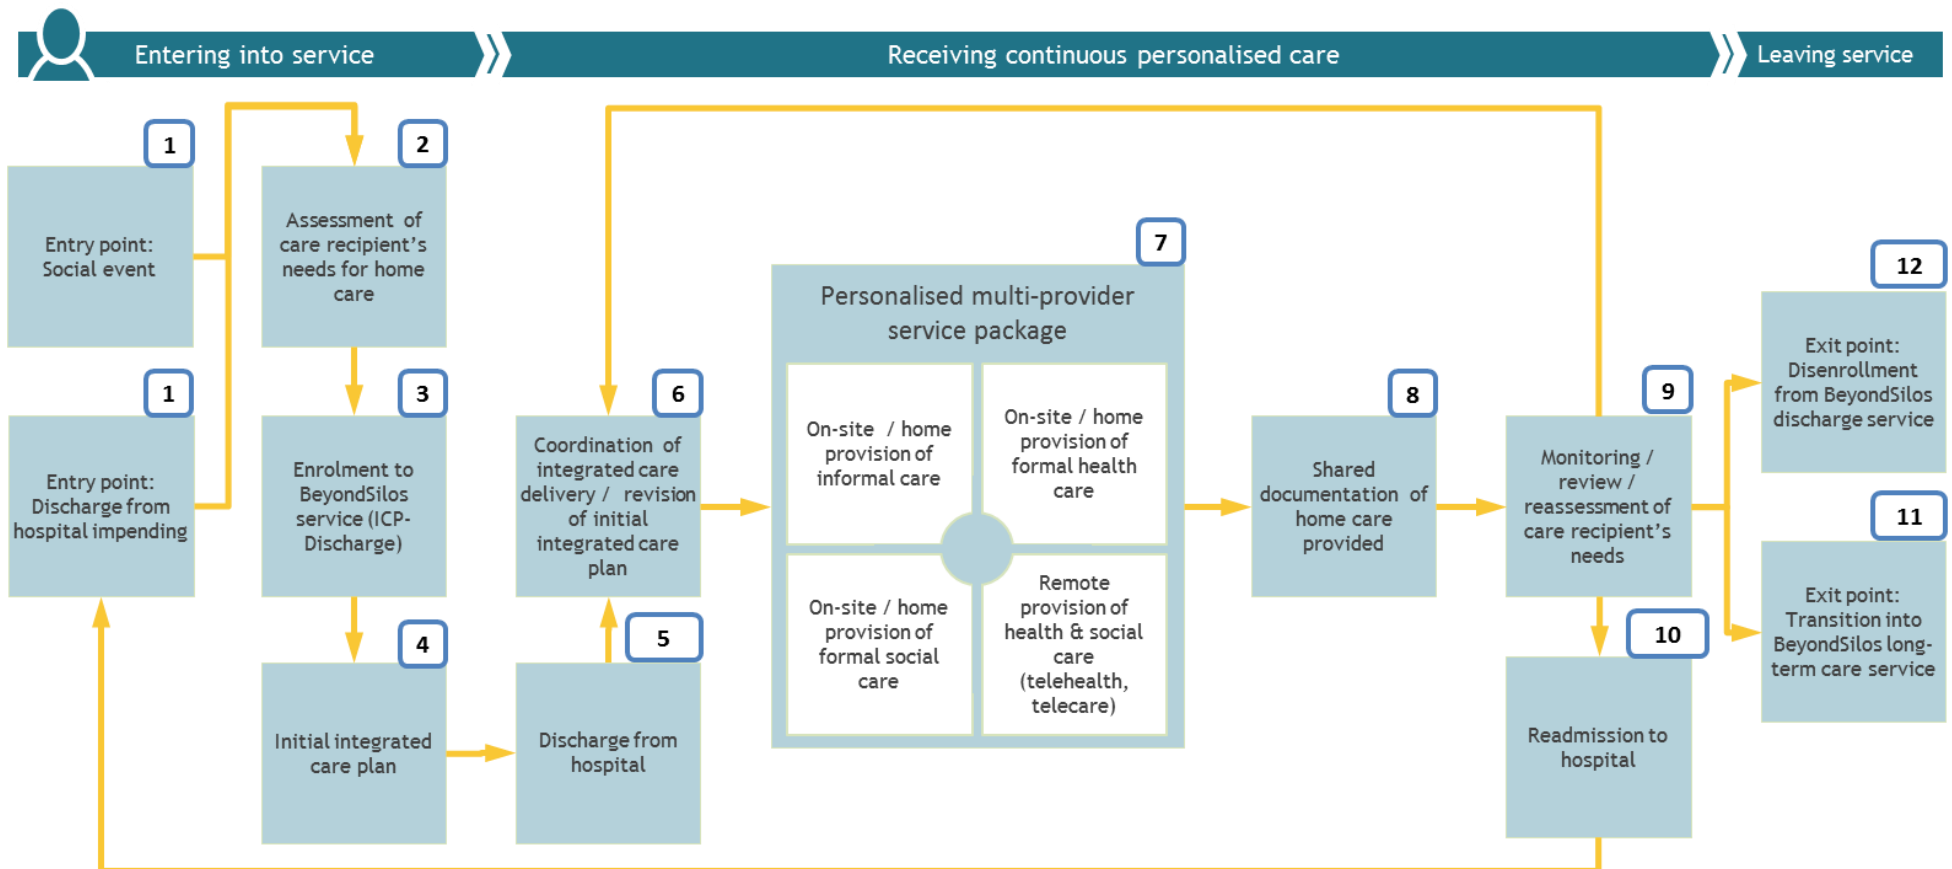 Entering into service
Receiving continuous personalised care
Leaving service
1
Entry point:
Social event
1
Entry point:
Discharge from
hospital impending
2
Assessment of
care recipient's
needs for home
care
3
Enrolment to
BeyondSilos
service (ICP-
Discharge)
4
Initial integrated
care plan
5
Discharge from
hospital
6
Coordination of
integrated care
delivery / revision
of initial
integrated care
plan
7
Personalised multi-provider
service package
On-site / home
provision of
informal care
On-site / home
provision of
formal health
care
On-site / home
provision of
formal social
care
Remote
provision of
health & social
care
(telehealth,
telecare)
8
Shared
documentation of
home care
provided
9
Monitoring /
review /
reassessment of
care recipient's
needs
10
Readmission to
hospital
12
Exit point:
Disenrollment
from BeyondSilos
discharge service
11
Exit point:
Transition into
BeyondSilos long-
term care service